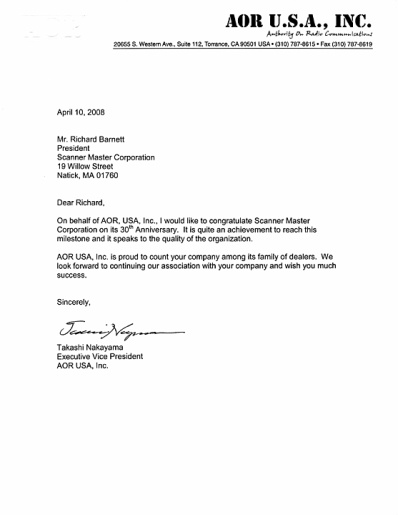 AOR U.S.A., INC.
Authority On Radio Communications
20655 S. Western Ave., Suite 112, Torrance, CA 90501 USA • (310) 787-8615 • Fax (310) 787-8619
April 10, 2008
Mr. Richard Barnett
President
Scanner Master Corporation
19 Willow Street
Natick, MA 01760
Dear Richard,
On behalf of AOR, USA, Inc., I would like to congratulate Scanner Master
Corporation on its 30th Anniversary. It is quite an achievement to reach this
milestone and it speaks to the quality of the organization.
AOR USA, Inc. is proud to count your company among its family of dealers. We
look forward to continuing our association with your company and wish you much
success.
Sincerely,
Takashi Nakayama
Executive Vice President
AOR USA, Inc.